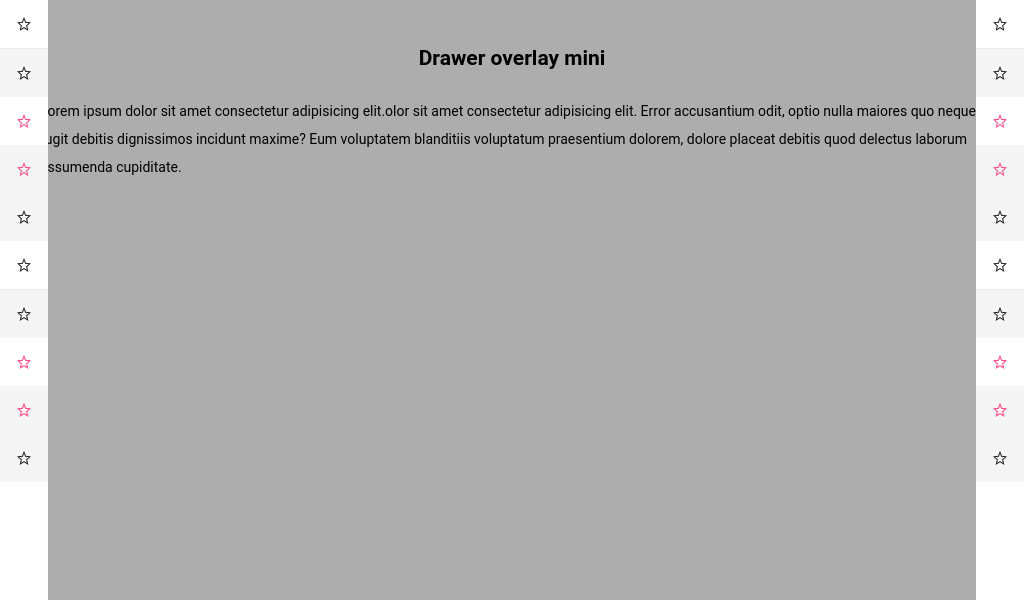 Drawer overlay mini
orem ipsum dolor sit amet consectetur adipisicing elit.olor sit amet consectetur adipisicing elit. Error accusantium odit, optio nulla maiores quo neque
ugit debitis dignissimos incidunt maxime? Eum voluptatem blanditiis voluptatum praesentium dolorem, dolore placeat debitis quod delectus laborum
ssumenda cupiditate.